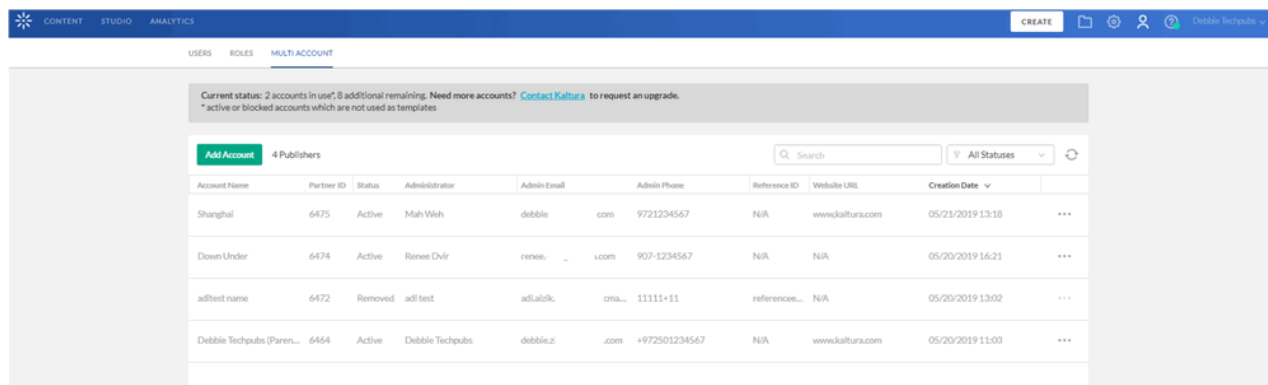 CONTENT STUDIO ANALYTICS CREATE Debbie Techpubs
USERS ROLES MULTI ACCOUNT
Current status: 2 accounts in use*, 8 additional remaining. Need more accounts? Contact Kaltura to request an upgrade.
* active or blocked accounts which are not used as templates
Add Account 4 Publishers Search All Statuses
Account Name Partner ID Status Administrator Admin Email Admin Phone Reference ID Website URL Creation Date
Shanghai 6475 Active Mah Weh debbie com 9721234567 N/A www.kaltura.com 05/21/2019 13:18
Down Under 6474 Active Renee Dvir renee. .com 907-1234567 N/A N/A 05/20/2019 16:21
aditest name 6472 Removed adi test cma... 11111+11 referencee... N/A 05/20/2019 13:02
Debbie Techpubs (Paren... 6464 Active Debbie Techpubs debbie.z .com +972501234567 N/A www.kaltura.com 05/20/2019 11:03